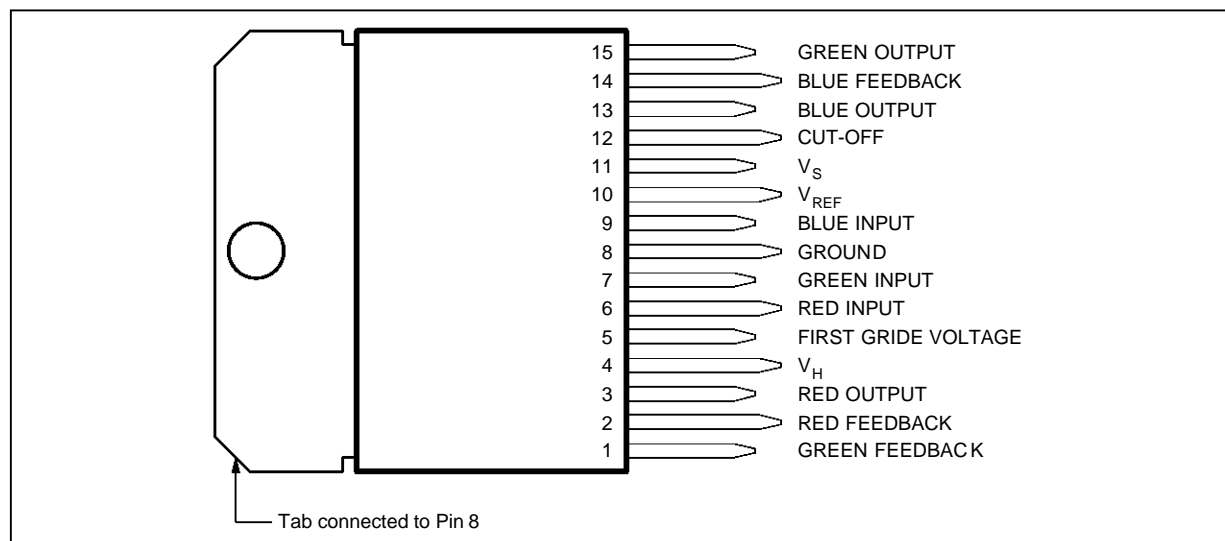 15 GREEN OUTPUT
14 BLUE FEEDBACK
13 BLUE OUTPUT
12 CUT-OFF
11 VS
10 VREF
9 BLUE INPUT
8 GROUND
7 GREEN INPUT
6 RED INPUT
5 FIRST GRIDE VOLTAGE
4 VH
3 RED OUTPUT
2 RED FEEDBACK
1 GREEN FEEDBACK
Tab connected to Pin 8